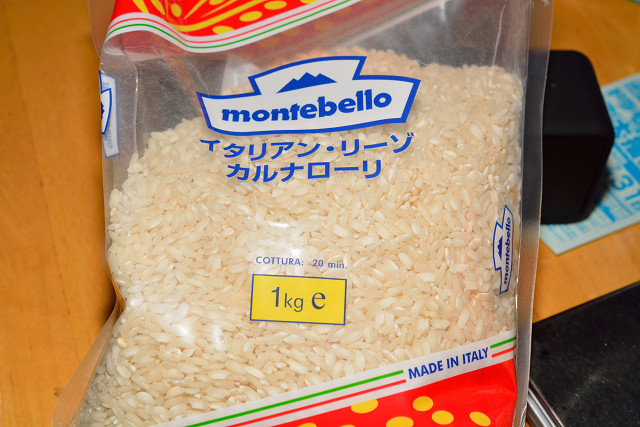 montebello
イタリアン・リーゾ
カルナローリ
COTTURA: 20 min.
1kg e
montebello
MADE IN ITALY